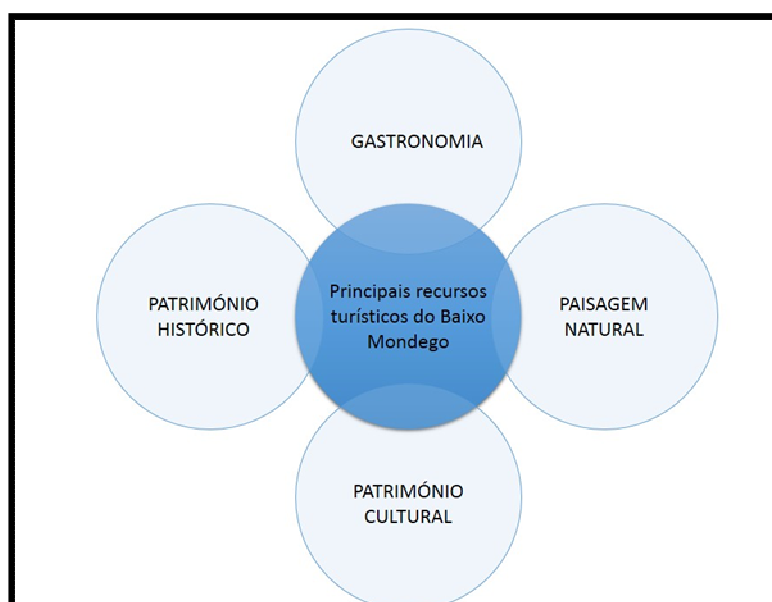 GASTRONOMIA
PATRIMÓNIO
HISTÓRICO
Principais recursos
turísticos do Baixo
Mondego
PAISAGEM
NATURAL
PATRIMÓNIO
CULTURAL